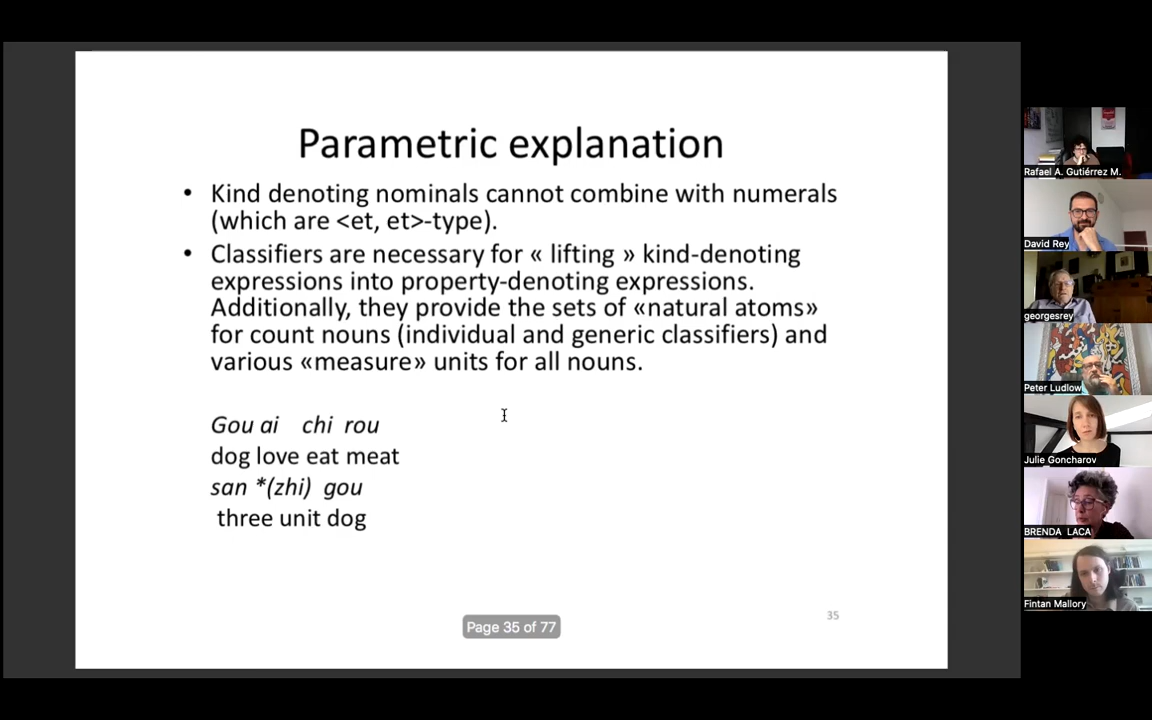 Parametric explanation
• Kind denoting nominals cannot combine with numerals
(which are <et, et>-type).
• Classifiers are necessary for « lifting » kind-denoting
expressions into property-denoting expressions.
Additionally, they provide the sets of «natural atoms»
for count nouns (individual and generic classifiers) and
various «measure» units for all nouns.
Gou ai chi rou
dog love eat meat
san *(zhi) gou
three unit dog
35
Page 35 of 77
Rafael A. Gutiérrez M.
David Rey
georgesrey
Peter Ludlow
Julie Goncharov
BRENDA LACA
Fintan Mallory